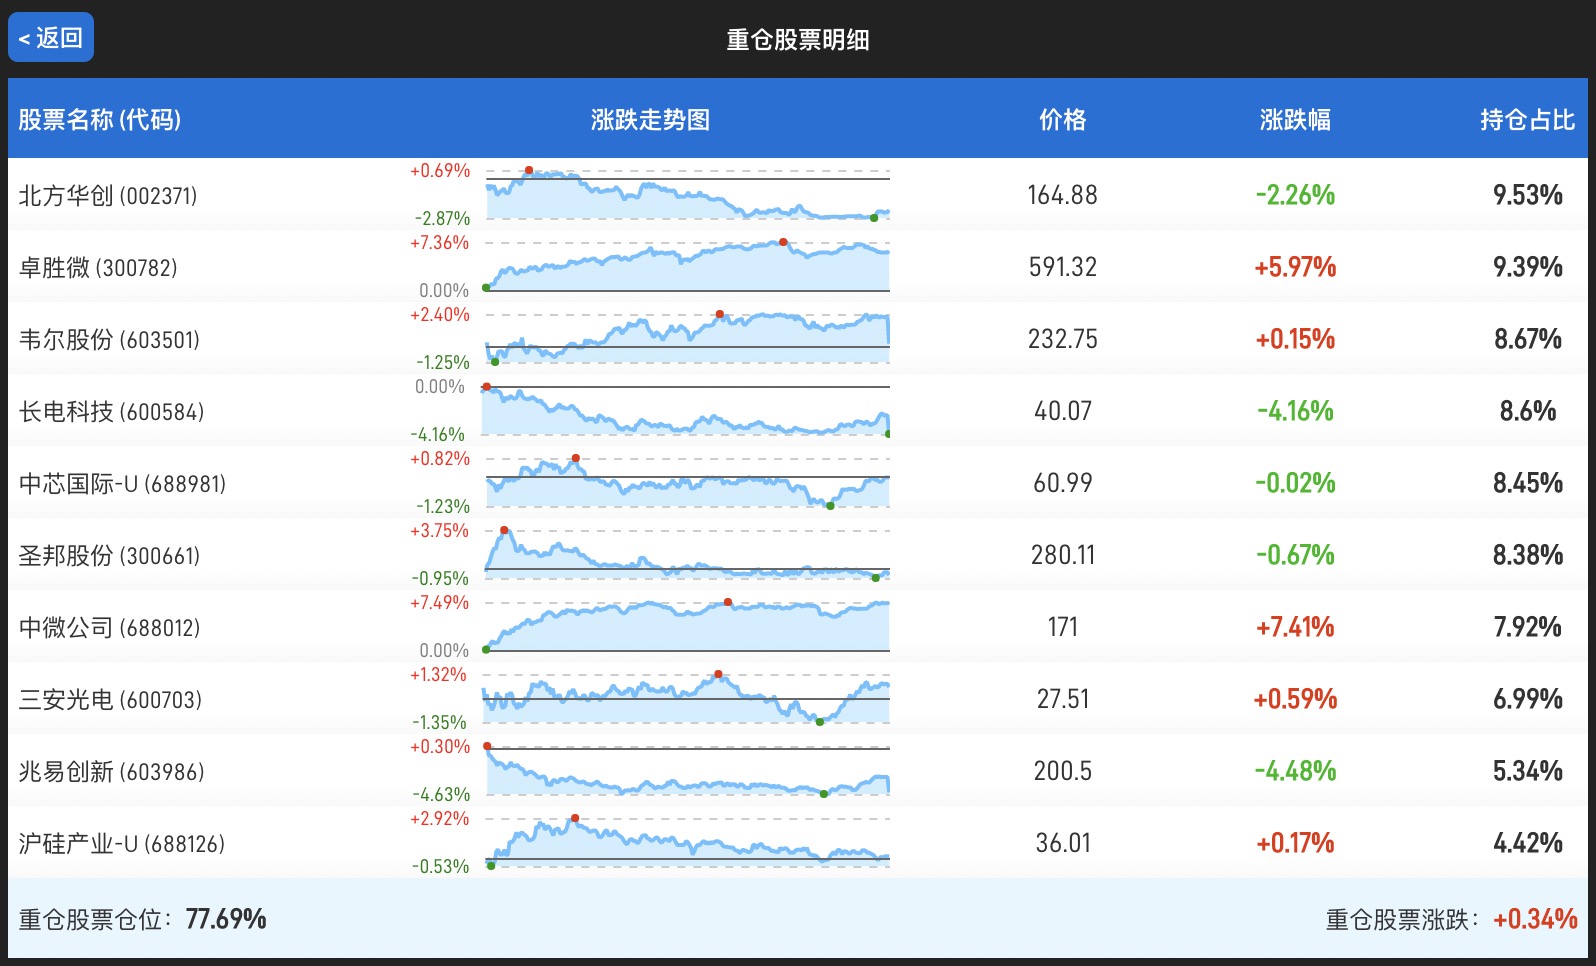 < 返回
重仓股票明细
股票名称 (代码) 涨跌走势图 价格 涨跌幅 持仓占比
北方华创 (002371) +0.69% -2.87% 164.88 -2.26% 9.53%
卓胜微 (300782) +7.36% 0.00% 591.32 +5.97% 9.39%
韦尔股份 (603501) +2.40% -1.25% 232.75 +0.15% 8.67%
长电科技 (600584) 0.00% -4.16% 40.07 -4.16% 8.6%
中芯国际-U (688981) +0.82% -1.23% 60.99 -0.02% 8.45%
圣邦股份 (300661) +3.75% -0.95% 280.11 -0.67% 8.38%
中微公司 (688012) +7.49% 0.00% 171 +7.41% 7.92%
三安光电 (600703) +1.32% -1.35% 27.51 +0.59% 6.99%
兆易创新 (603986) +0.30% -4.63% 200.5 -4.48% 5.34%
沪硅产业-U (688126) +2.92% -0.53% 36.01 +0.17% 4.42%
重仓股票仓位：77.69% 重仓股票涨跌：+0.34%